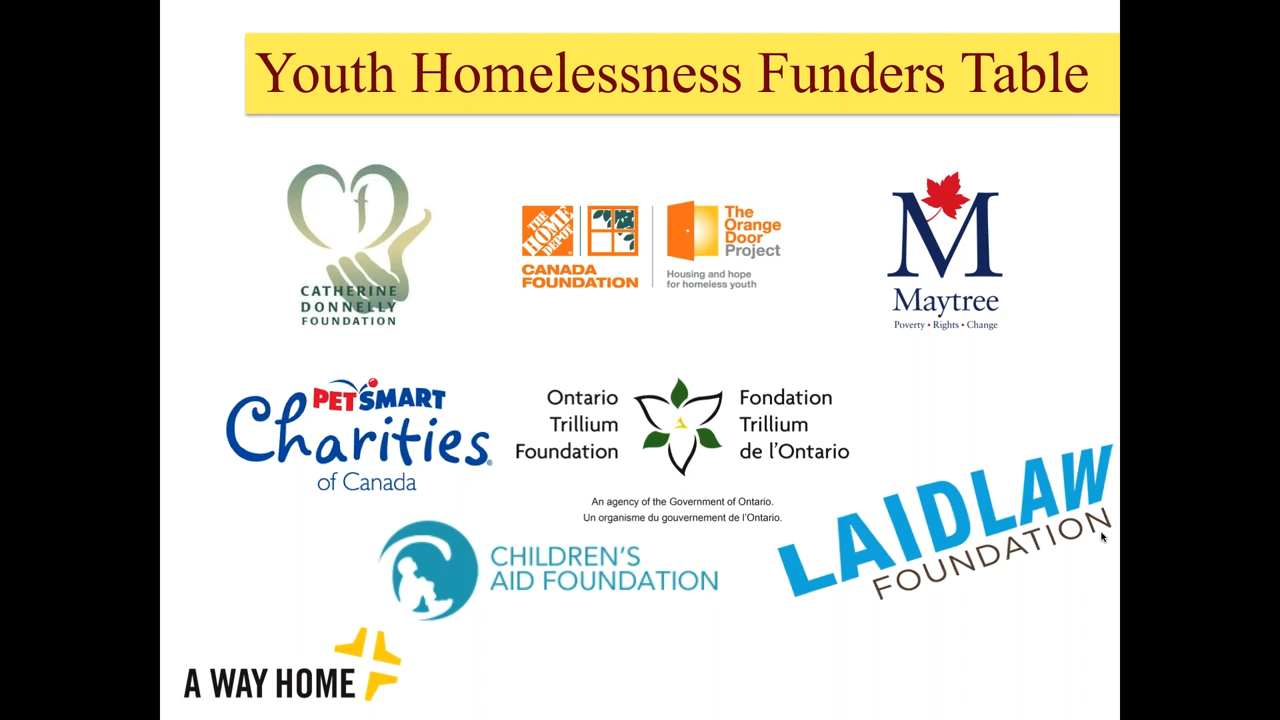 Youth Homelessness Funders Table
CATHERINE
DONNELLY
FOUNDATION
THE
HOME
DEPOT
CANADA
FOUNDATION
The
Orange
Door
Project
Housing and hope
for homeless youth
M
Maytree
Poverty • Rights • Change
PETSMART
Charities®
of Canada
Ontario
Trillium
Foundation
Fondation
Trillium
de l'Ontario
An agency of the Government of Ontario.
Un organisme du gouvernement de l'Ontario.
LAIDLAW
FOUNDATION
CHILDREN'S
AID FOUNDATION
A WAY HOME